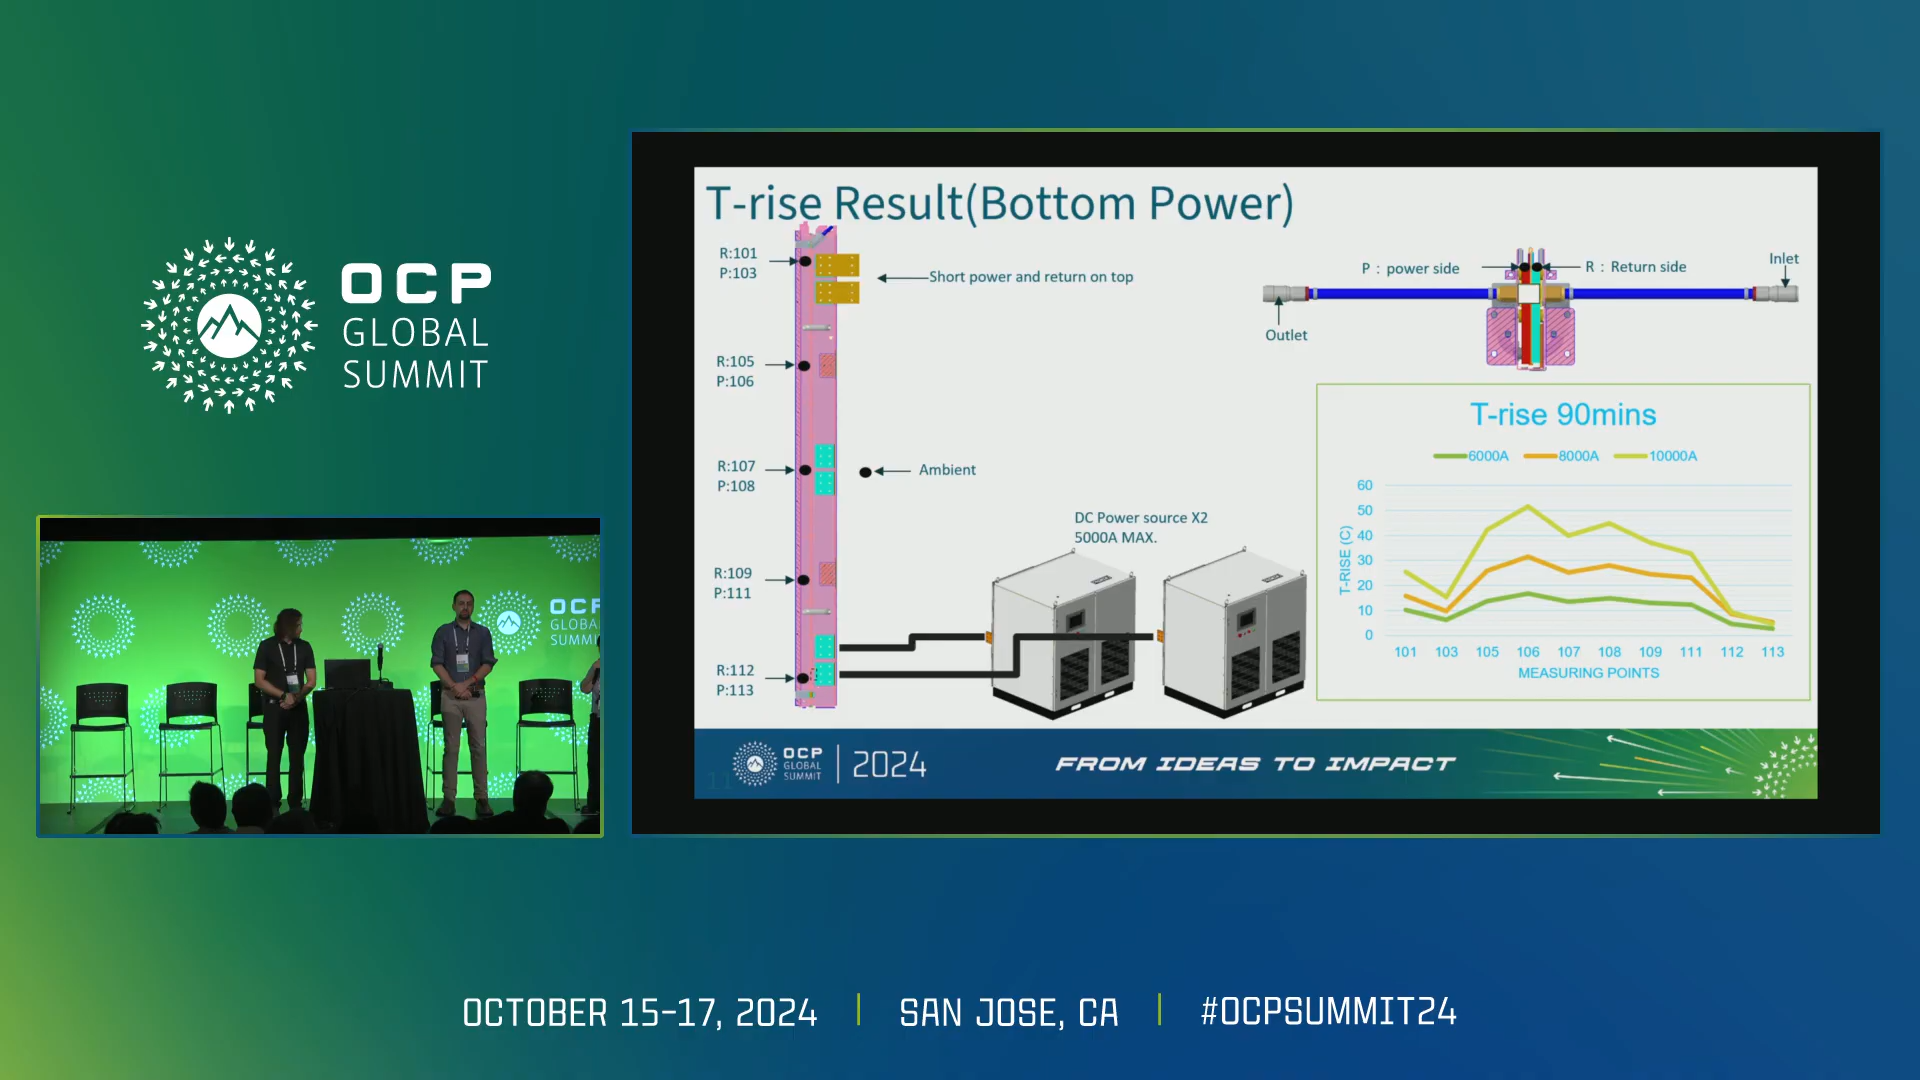 OCP
GLOBAL
SUMMIT
T-rise Result(Bottom Power)
R:101
P:103
Short power and return on top
R:105
P:106
R:107
P:108
Ambient
R:109
P:111
R:112
P:113
DC Power source X2
5000A MAX.
P : power side
R : Return side
Inlet
Outlet
T-rise 90mins
6000A 8000A 10000A
60
50
40
30
20
10
0
T-RISE (C)
101 103 105 106 107 108 109 111 112 113
MEASURING POINTS
11
OCP
GLOBAL
SUMMIT
2024
FROM IDEAS TO IMPACT
OCP
GLOBAL
SUMMIT
OCTOBER 15-17, 2024 | SAN JOSE, CA | #OCPSUMMIT24